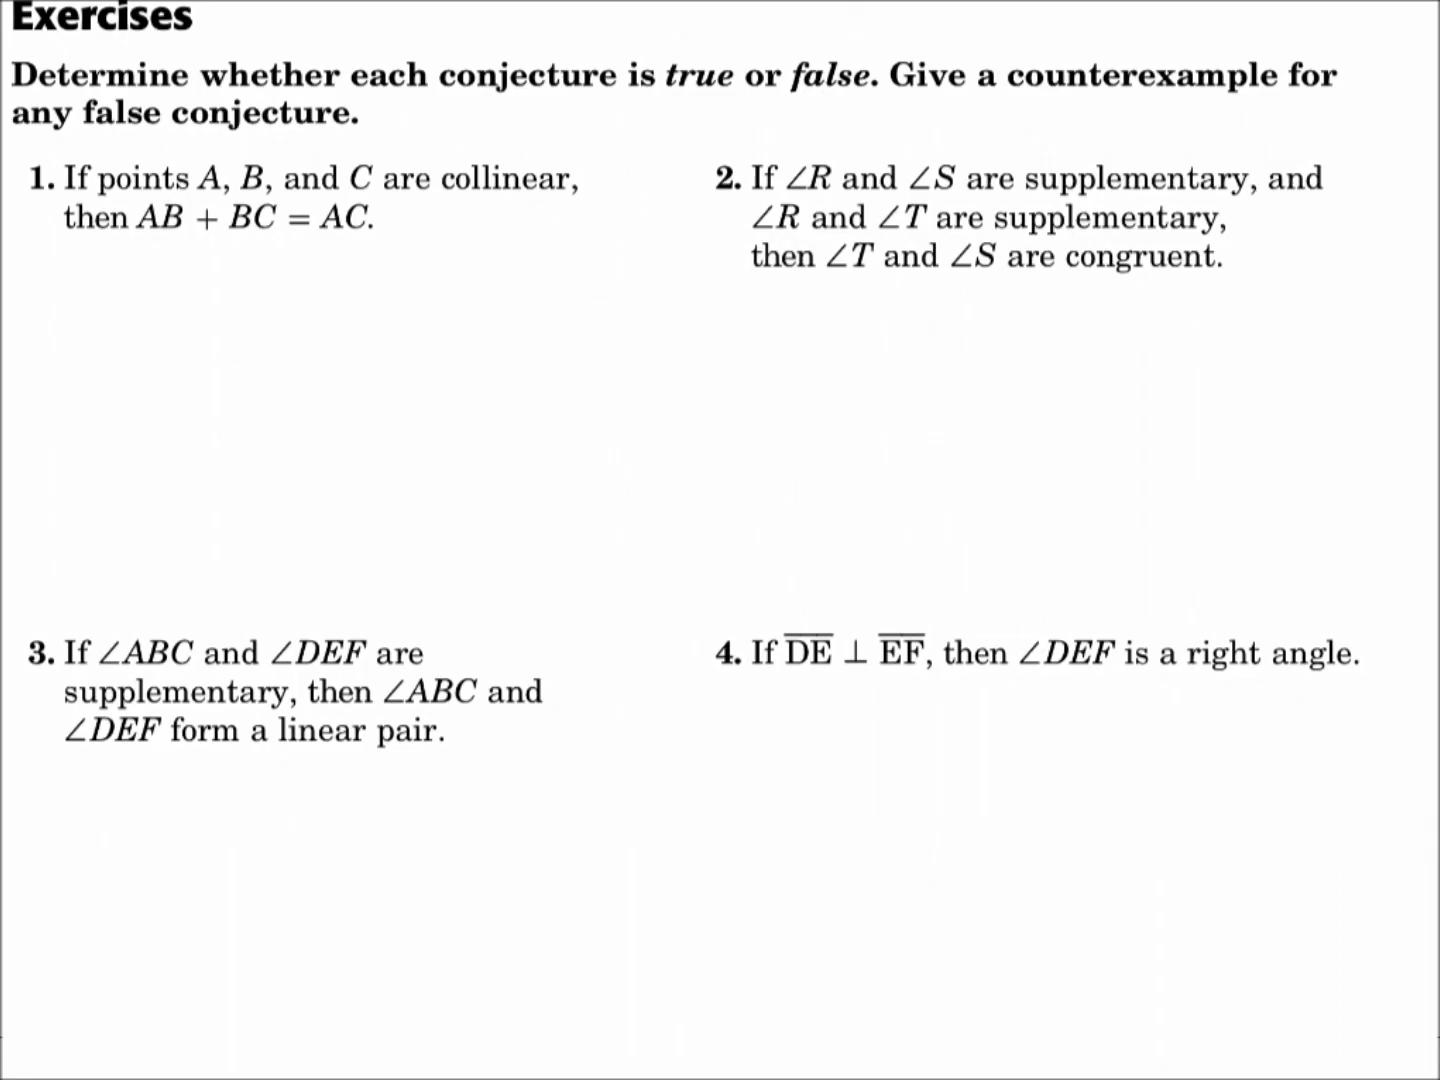 Exercises
Determine whether each conjecture is true or false. Give a counterexample for
any false conjecture.
1. If points A, B, and C are collinear,
then AB + BC = AC.
2. If ∠R and ∠S are supplementary, and
∠R and ∠T are supplementary,
then ∠T and ∠S are congruent.
3. If ∠ABC and ∠DEF are
supplementary, then ∠ABC and
∠DEF form a linear pair.
4. If D̅E̅ ⊥ E̅F̅, then ∠DEF is a right angle.